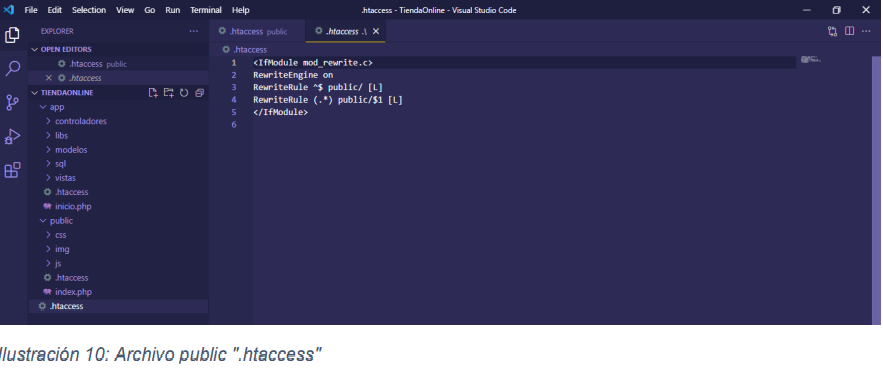 File Edit Selection View Go Run Terminal Help .htaccess - TiendaOnline - Visual Studio Code
EXPLORER ...
OPEN EDITORS
.htaccess public
.htaccess
TIENDAONLINE
app
controladores
libs
modelos
sql
vistas
.htaccess
inicio.php
public
css
img
js
.htaccess
index.php
.htaccess
.htaccess public .htaccess .\
.htaccess
1 <IfModule mod_rewrite.c>
2 RewriteEngine on
3 RewriteRule ^$ public/ [L]
4 RewriteRule (.*) public/$1 [L]
5 </IfModule>
6
Ilustración 10: Archivo public ".htaccess"